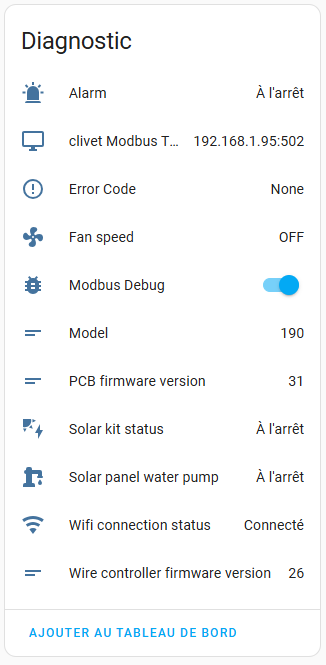 Diagnostic
Alarm À l'arrêt
clivet Modbus T... 192.168.1.95:502
Error Code None
Fan speed OFF
Modbus Debug
Model 190
PCB firmware version 31
Solar kit status À l'arrêt
Solar panel water pump À l'arrêt
Wifi connection status Connecté
Wire controller firmware version 26
AJOUTER AU TABLEAU DE BORD